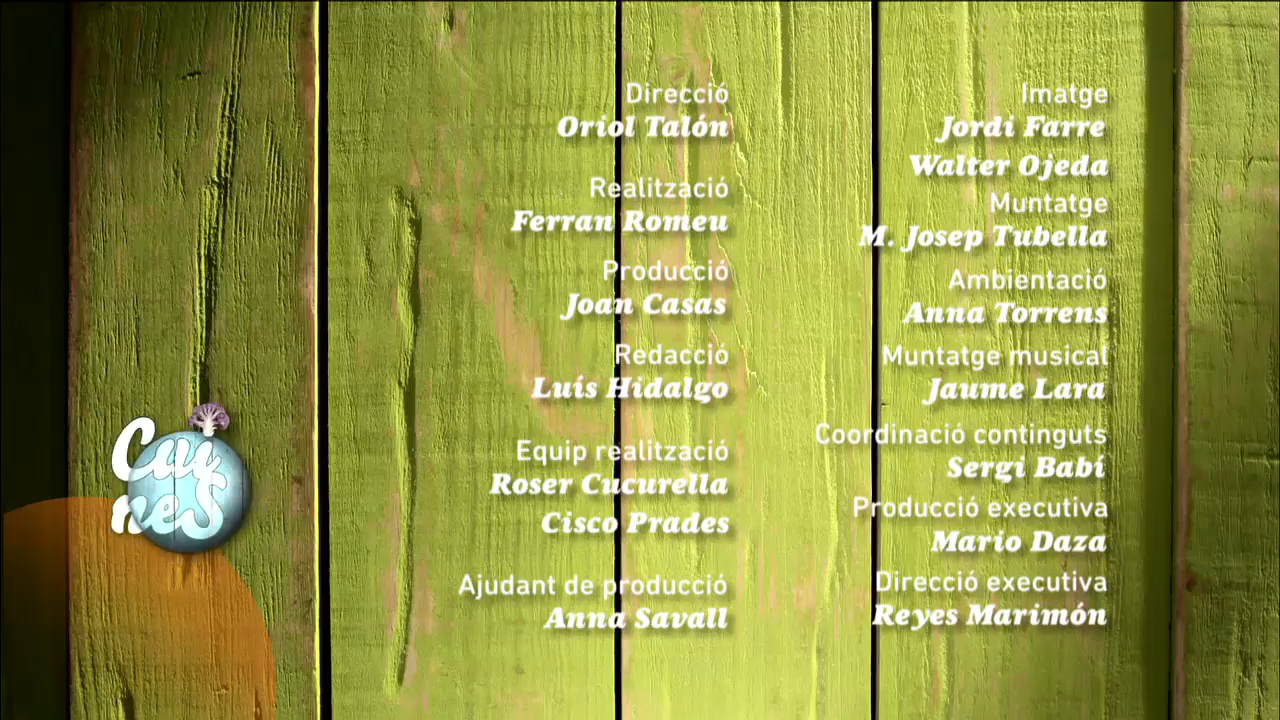 Direcció
Oriol Talón
Realització
Ferran Romeu
Producció
Joan Casas
Redacció
Luís Hidalgo
Equip realització
Roser Cucurella
Cisco Prades
Ajudant de producció
Anna Savall
Imatge
Jordi Farre
Walter Ojeda
Muntatge
M. Josep Tubella
Ambientació
Anna Torrens
Muntatge musical
Jaume Lara
Coordinació continguts
Sergi Babí
Producció executiva
Mario Daza
Direcció executiva
Reyes Marimón
Cuy
nes